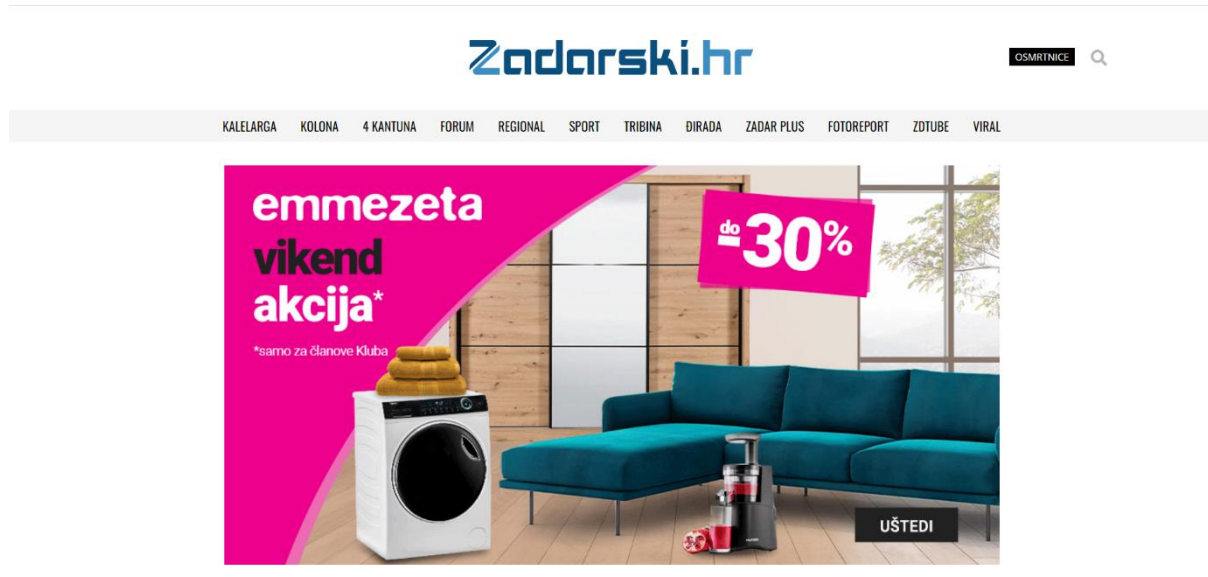 Zadarski.hr
OSMRTNICE
KALELARGA KOLONA 4 KANTUNA FORUM REGIONAL SPORT TRIBINA ĐIRADA ZADAR PLUS FOTOREPORT ZDTUBE VIRAL
emmezeta
vikend
akcija*
*samo za članove Kluba
do
30%
UŠTEDI